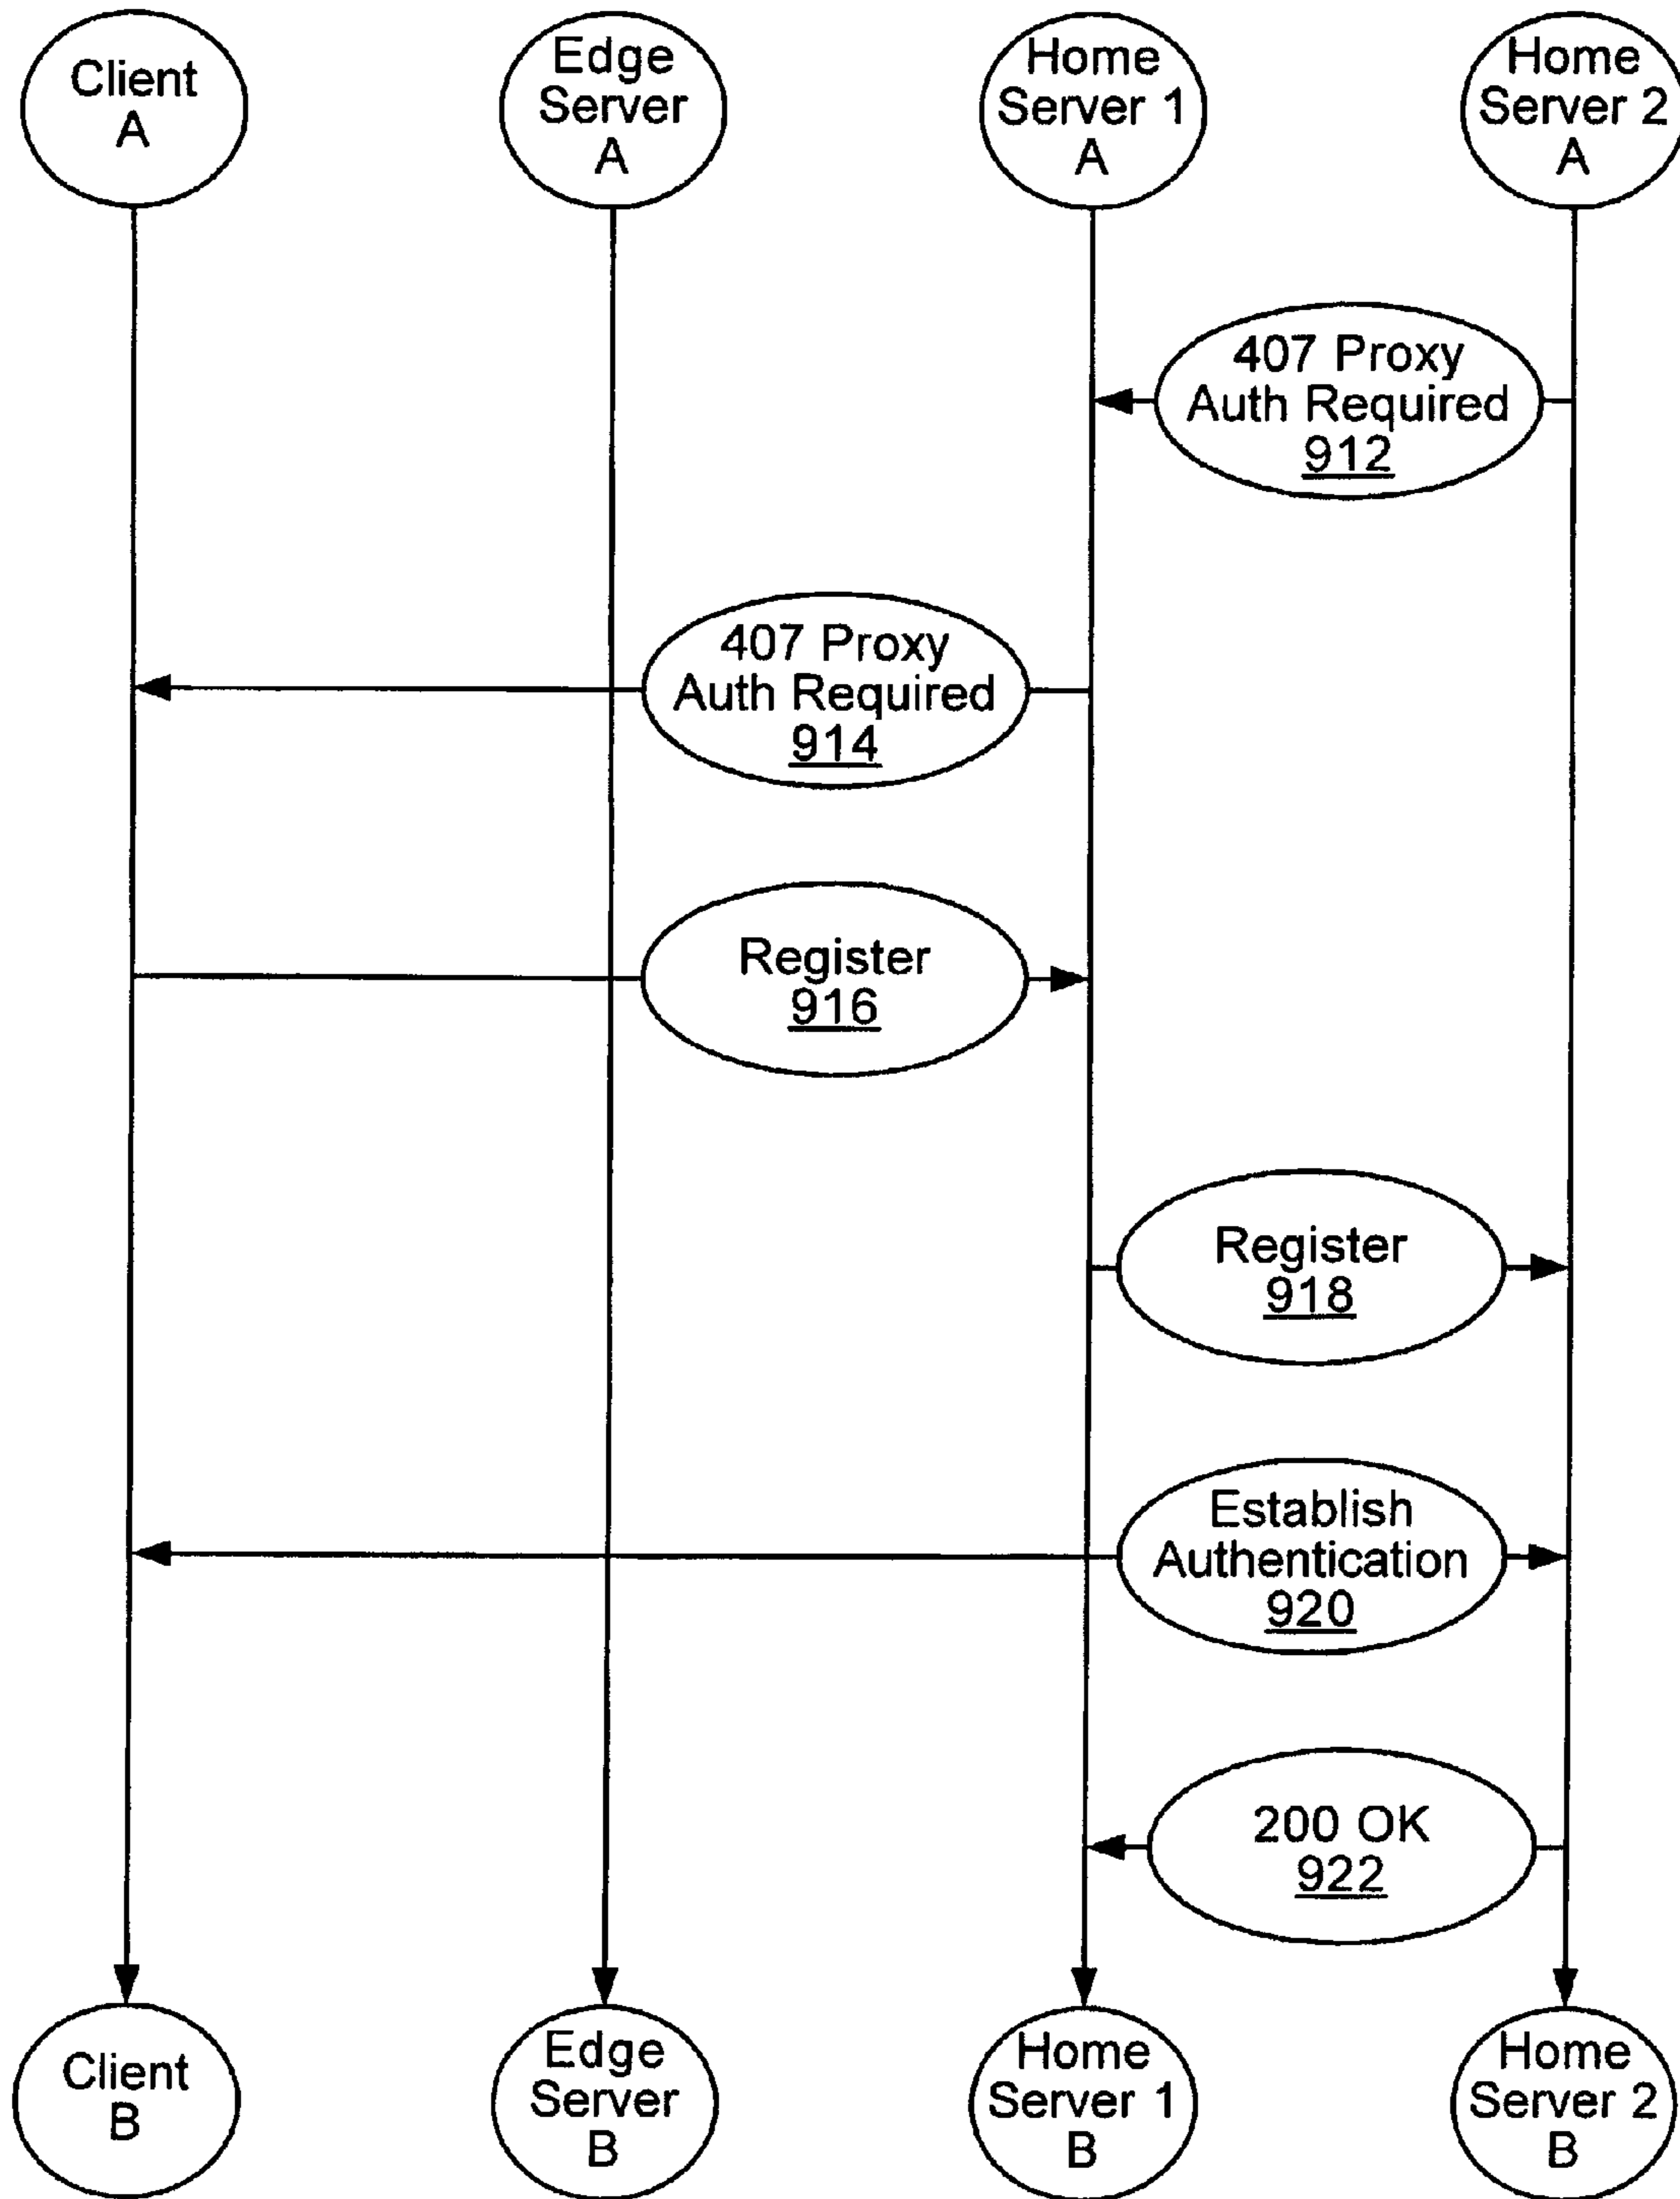 Client
A
Edge
Server
A
Home
Server 1
A
Home
Server 2
A
407 Proxy
Auth Required
912
407 Proxy
Auth Required
914
Register
916
Register
918
Establish
Authentication
920
200 OK
922
Client
B
Edge
Server
B
Home
Server 1
B
Home
Server 2
B